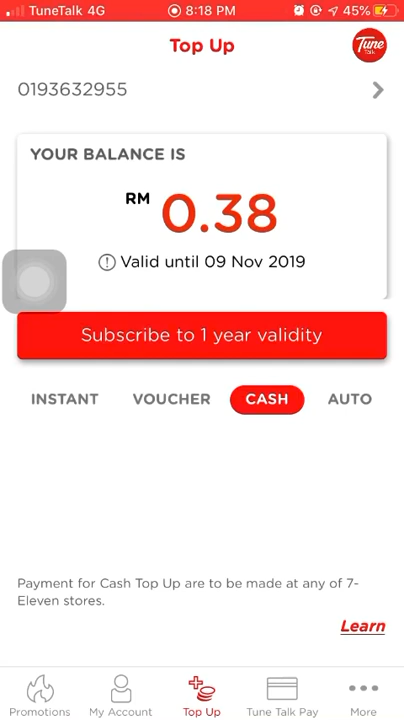 TuneTalk 4G 8:18 PM 45%
Top Up
Tune
Talk
0193632955
YOUR BALANCE IS
RM 0.38
Valid until 09 Nov 2019
Subscribe to 1 year validity
INSTANT VOUCHER CASH AUTO
Payment for Cash Top Up are to be made at any of 7-
Eleven stores.
Learn
Promotions My Account Top Up Tune Talk Pay More